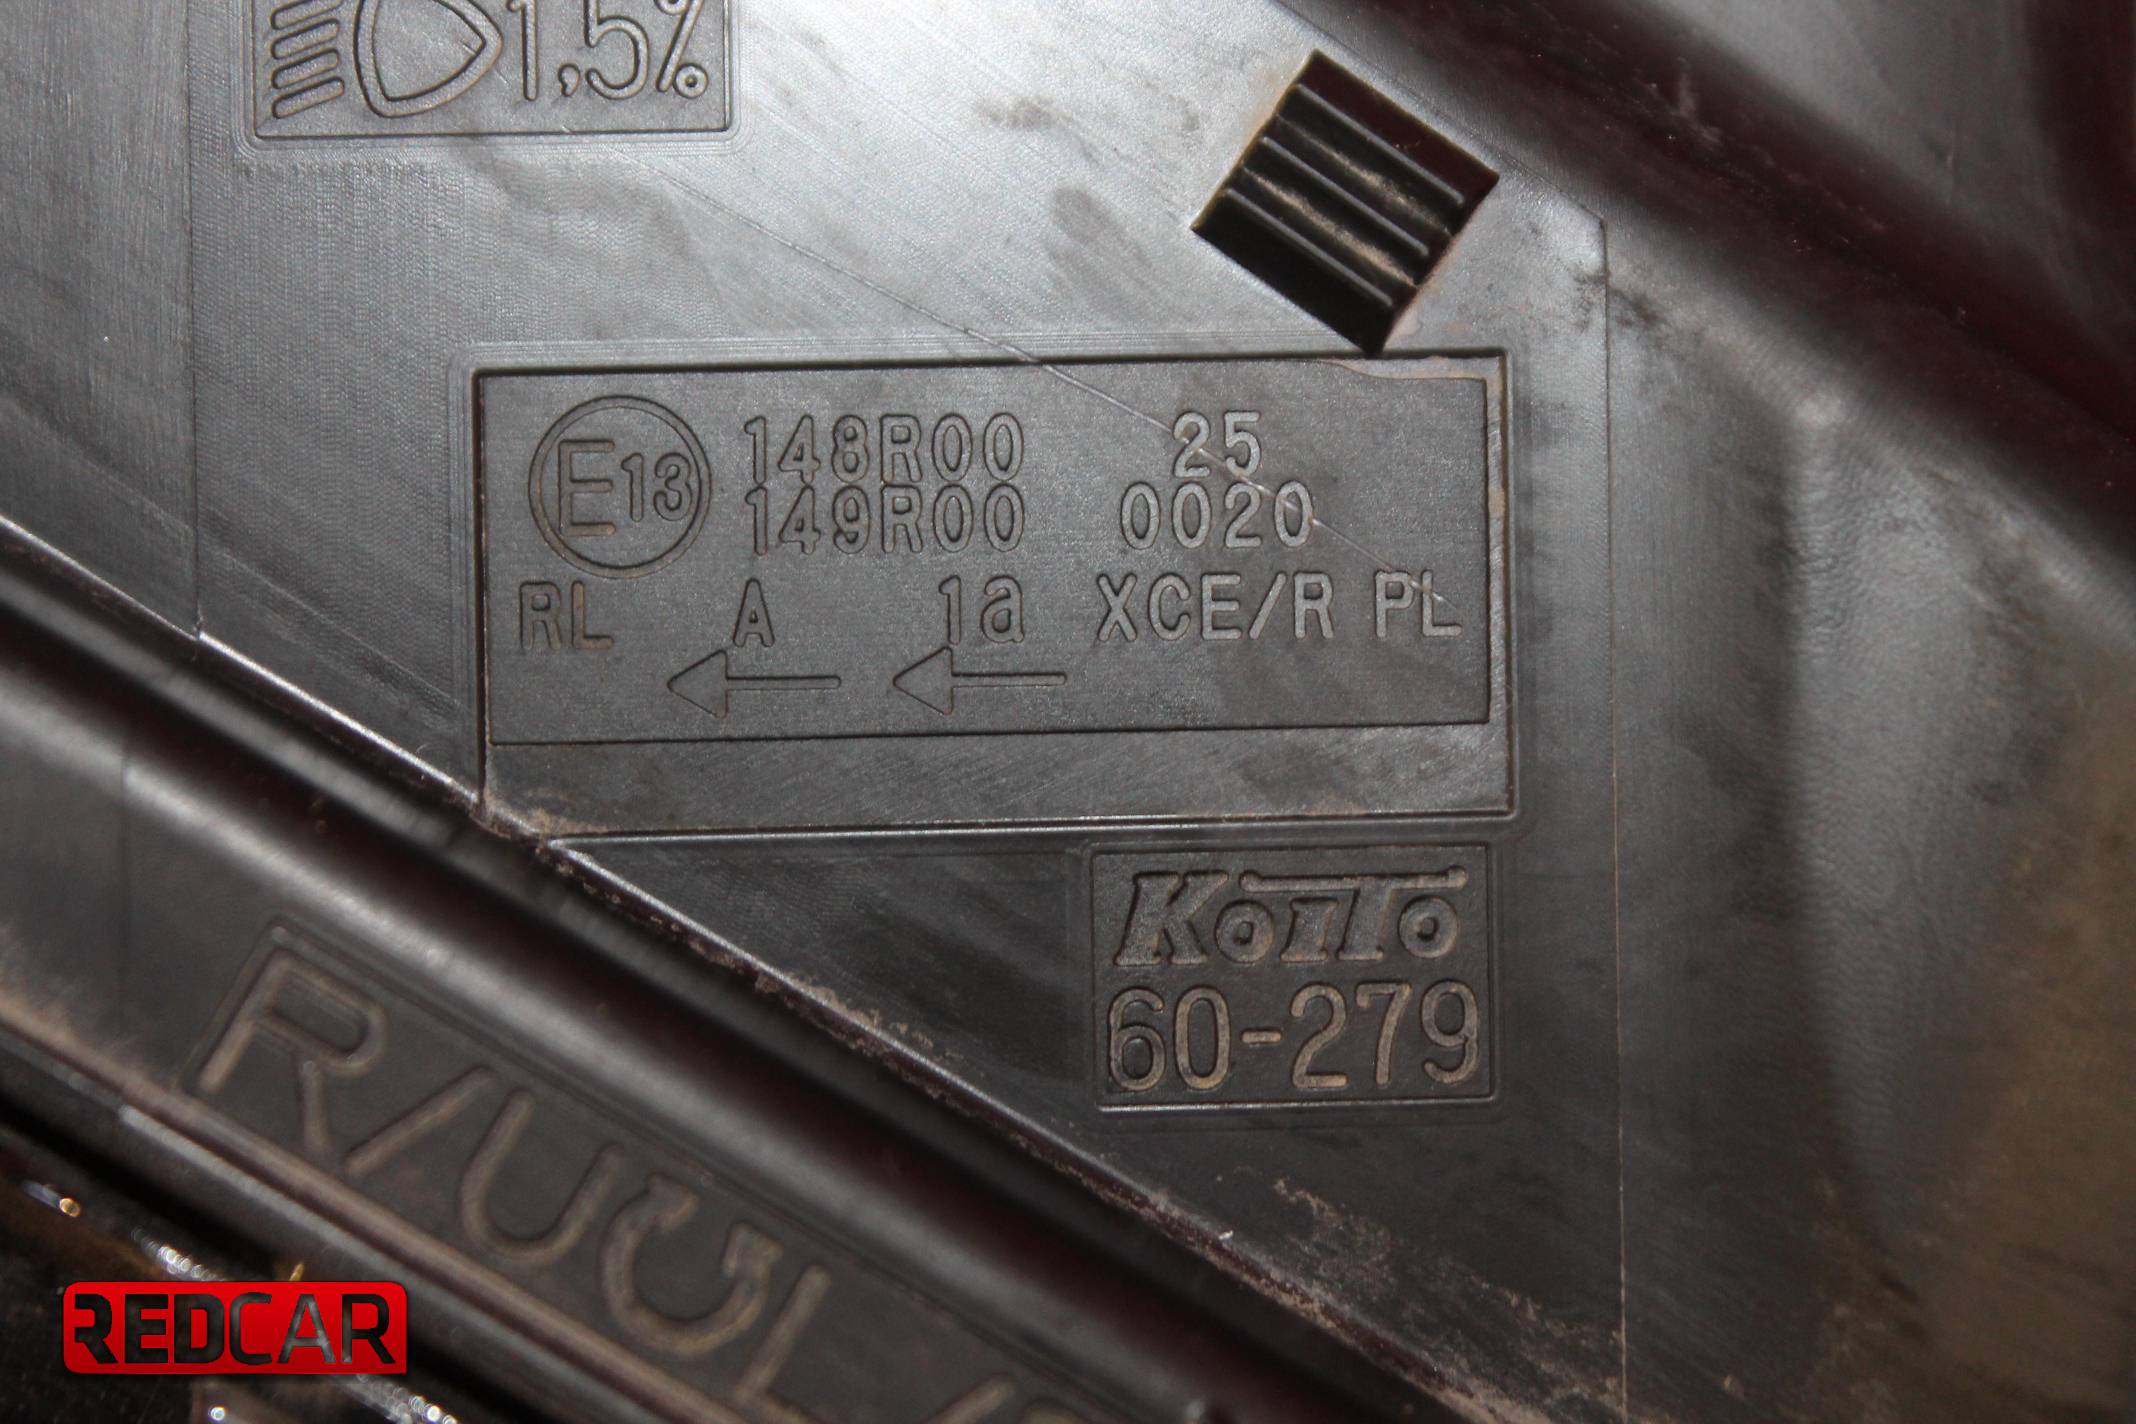 1,5%
E13 148R00 25
149R00 0020
RL A 1a XCE/R PL
KOITO
60-279
R/U
REDCAR